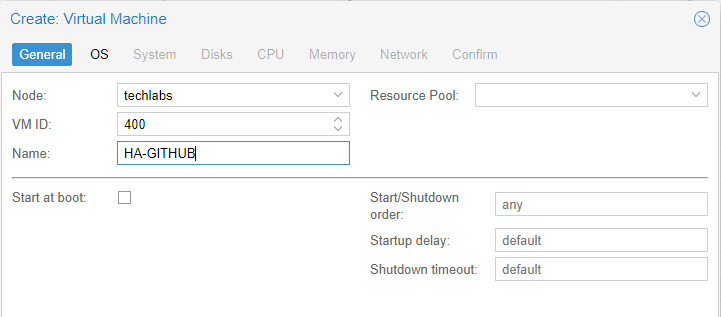 Create: Virtual Machine
General OS System Disks CPU Memory Network Confirm
Node: techlabs Resource Pool:
VM ID: 400
Name: HA-GITHUB
Start at boot: Start/Shutdown order: any
Startup delay: default
Shutdown timeout: default